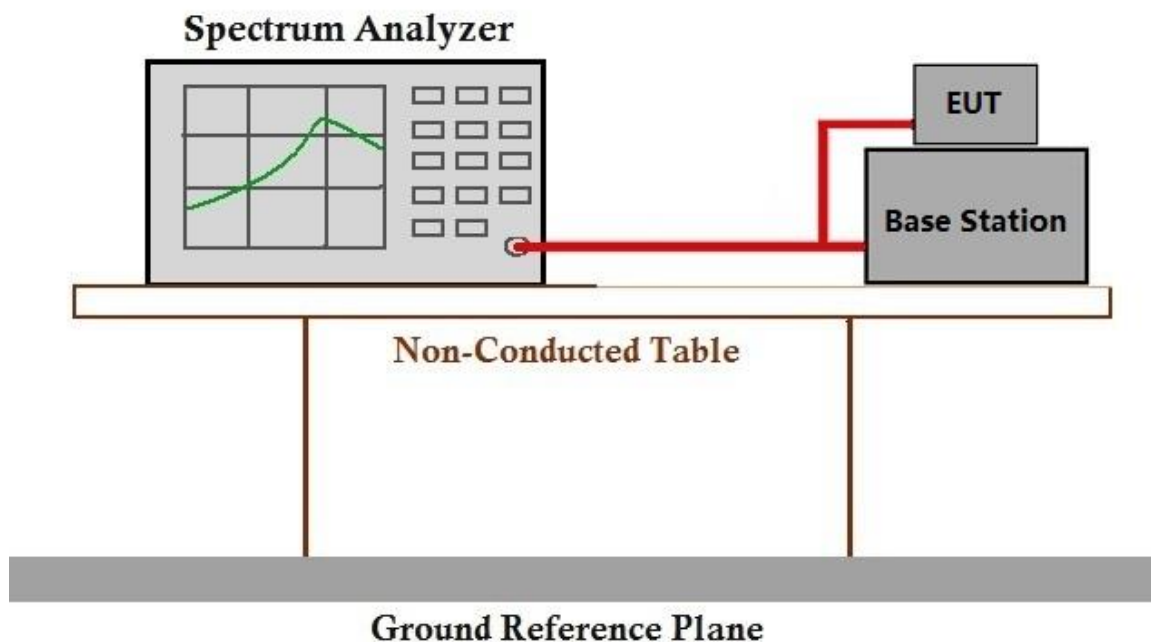 Spectrum Analyzer
EUT
Base Station
Non-Conducted Table
Ground Reference Plane